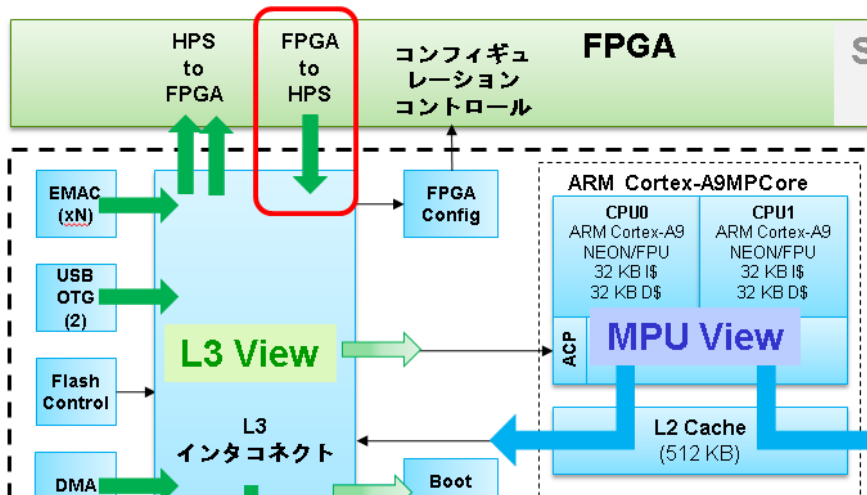 HPS
to
FPGA
FPGA
to
HPS
コンフィギュ
レーション
コントロール
FPGA
S
EMAC
(xN)
FPGA
Config
ARM Cortex-A9MPCore
CPU0
ARM Cortex-A9
NEON/FPU
32 KB I$
32 KB D$
CPU1
ARM Cortex-A9
NEON/FPU
32 KB I$
32 KB D$
USB
OTG
(2)
L3 View
ACP
MPU View
Flash
Control
L3
インタコネクト
L2 Cache
(512 KB)
DMA
Boot